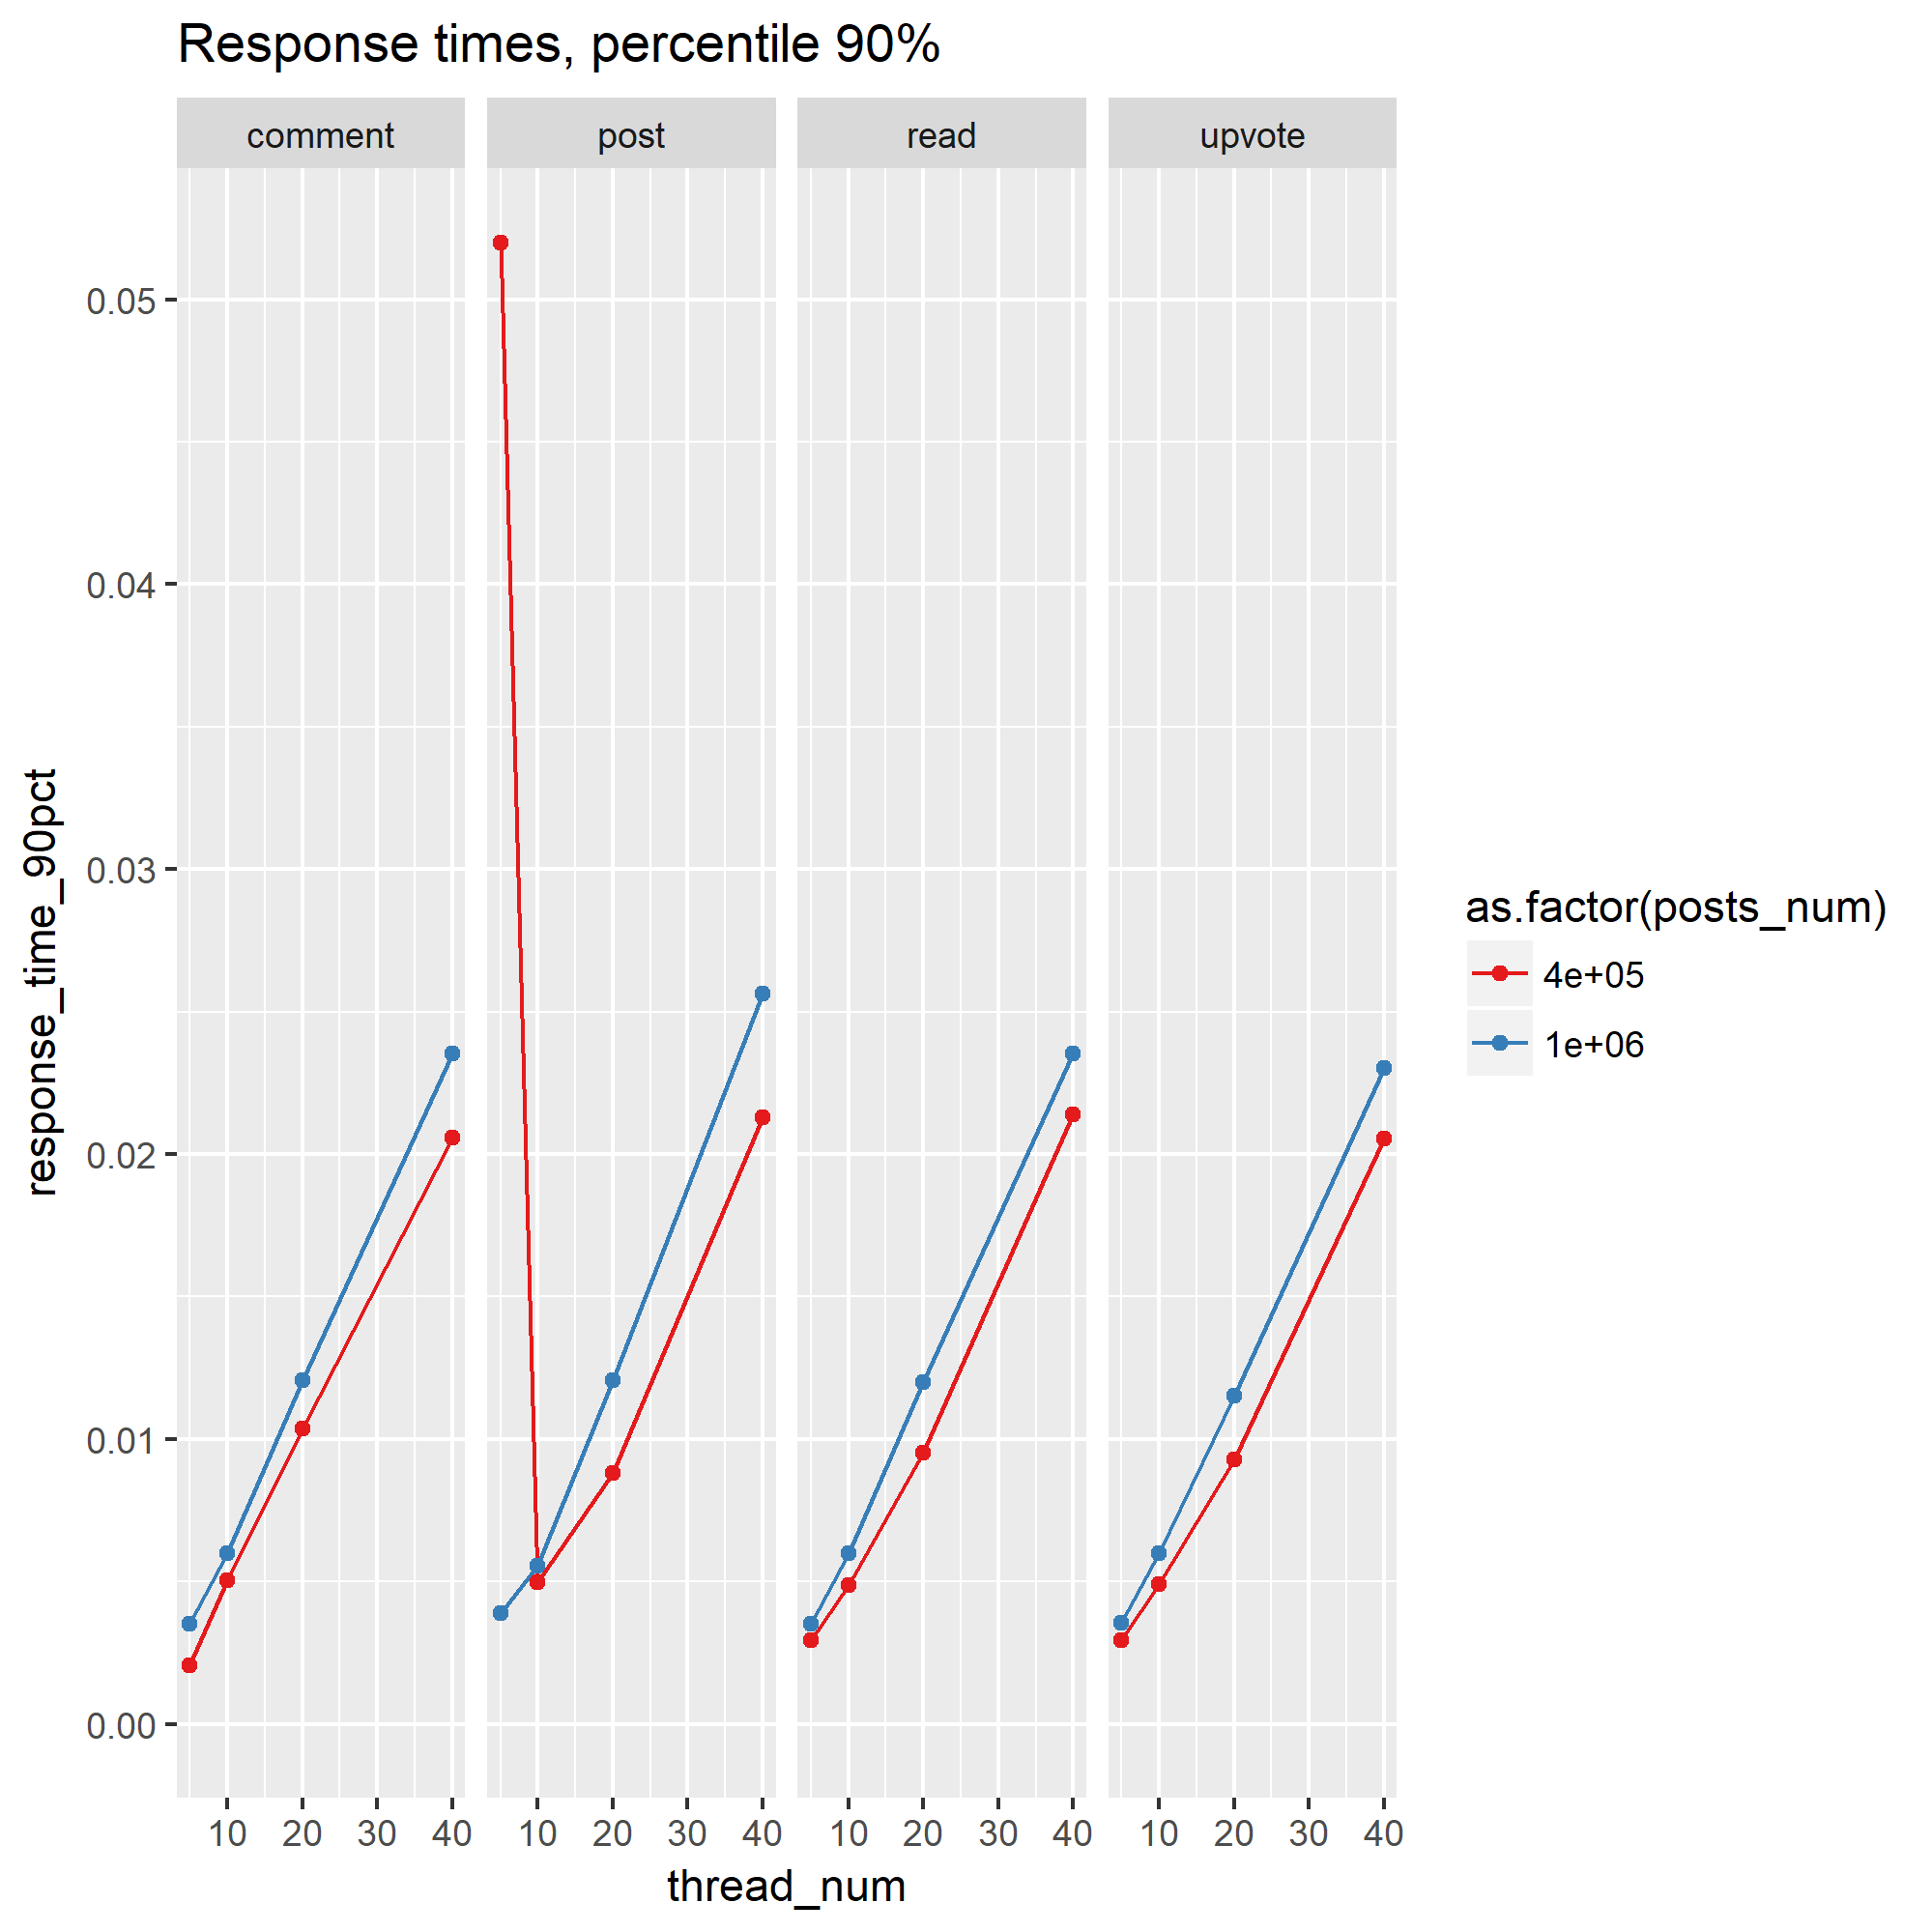 Response times, percentile 90%
comment post read upvote
0.05
0.04
0.03
0.02
0.01
0.00
response_time_90pct
10 20 30 40 10 20 30 40 10 20 30 40 10 20 30 40
thread_num
as.factor(posts_num)
4e+05
1e+06